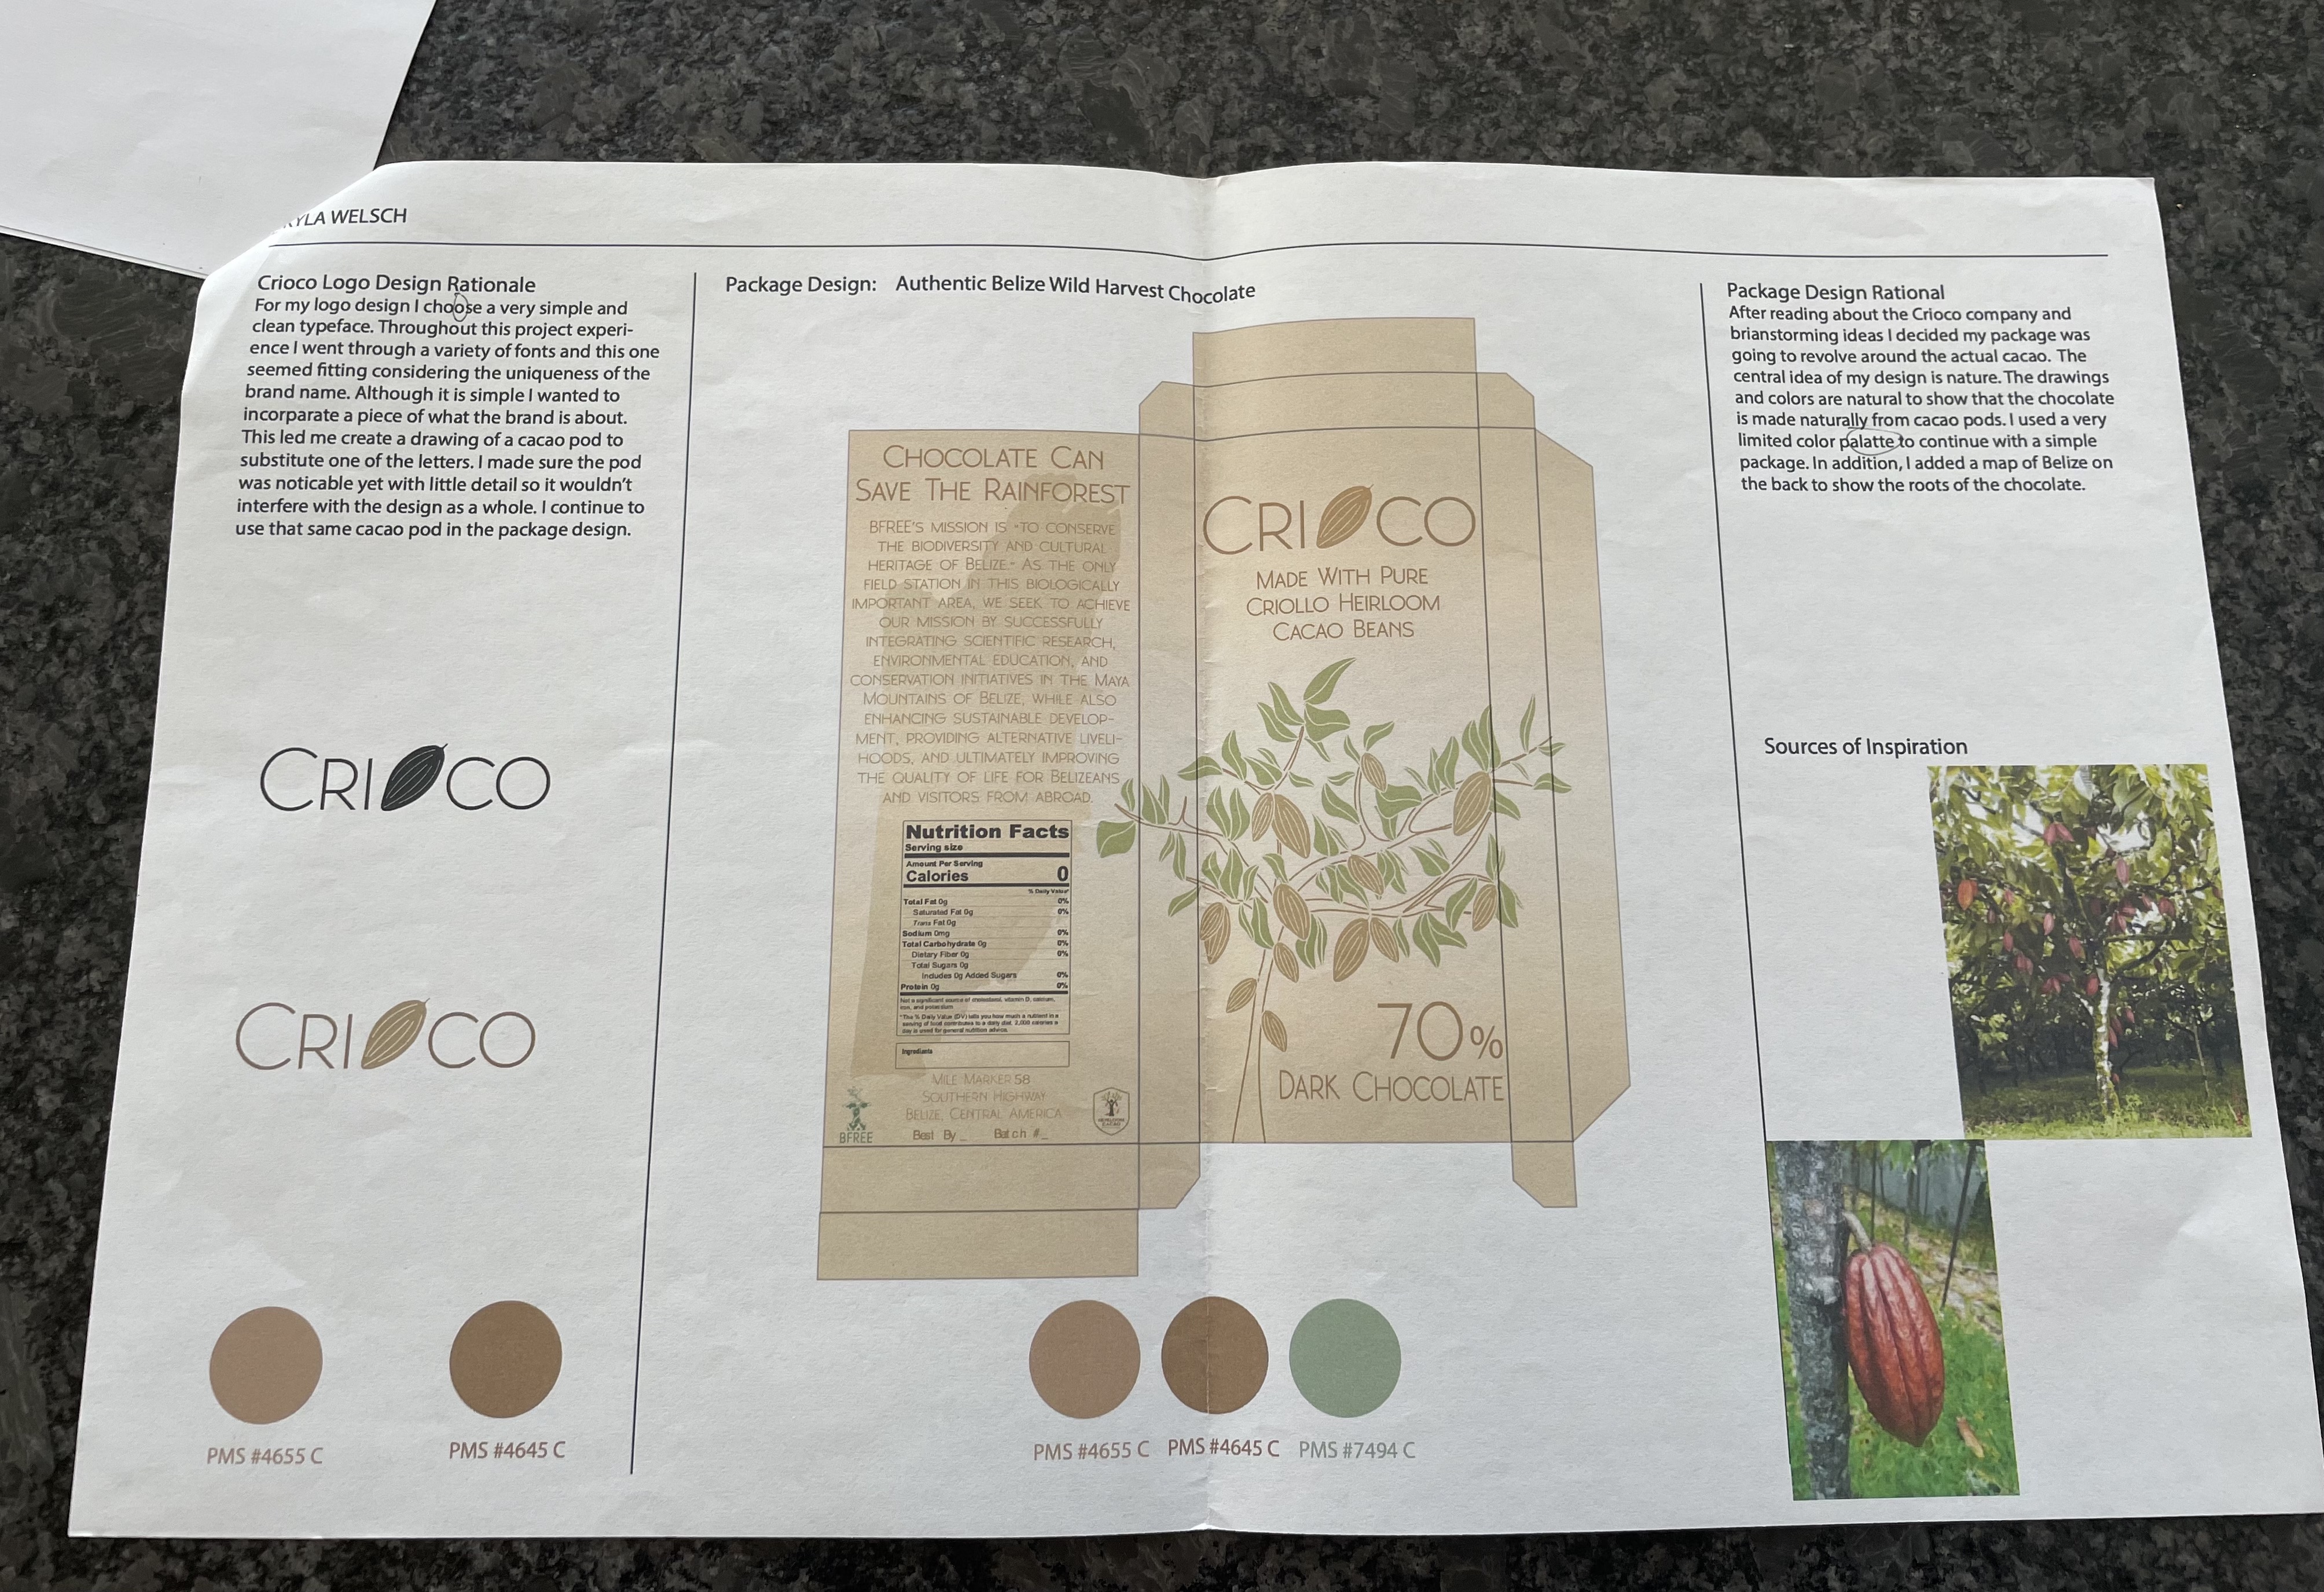 YLA WELSCH
Crioco Logo Design Rationale
For my logo design I choose a very simple and
clean typeface. Throughout this project experi-
ence I went through a variety of fonts and this one
seemed fitting considering the uniqueness of the
brand name. Although it is simple I wanted to
incorparate a piece of what the brand is about.
This led me create a drawing of a cacao pod to
substitute one of the letters. I made sure the pod
was noticable yet with little detail so it wouldn't
interfere with the design as a whole. I continue to
use that same cacao pod in the package design.
CRI CO
CRI CO
PMS #4655 C
PMS #4645 C
Package Design: Authentic Belize Wild Harvest Chocolate
CHOCOLATE CAN
SAVE THE RAINFOREST
BFREE'S MISSION IS "TO CONSERVE
THE BIODIVERSITY AND CULTURAL
HERITAGE OF BELIZE." AS THE ONLY
FIELD STATION IN THIS BIOLOGICALLY
IMPORTANT AREA, WE SEEK TO ACHIEVE
OUR MISSION BY SUCCESSFULLY
INTEGRATING SCIENTIFIC RESEARCH,
ENVIRONMENTAL EDUCATION, AND
CONSERVATION INITIATIVES IN THE MAYA
MOUNTAINS OF BELIZE, WHILE ALSO
ENHANCING SUSTAINABLE DEVELOP-
MENT, PROVIDING ALTERNATIVE LIVELI-
HOODS, AND ULTIMATELY IMPROVING
THE QUALITY OF LIFE FOR BELIZEANS
AND VISITORS FROM ABROAD.
Nutrition Facts
Serving size
Amount Per Serving
Calories 0
% Daily Value*
Total Fat 0g 0%
Saturated Fat 0g 0%
Trans Fat 0g
Sodium 0mg 0%
Total Carbohydrate 0g 0%
Dietary Fiber 0g 0%
Total Sugars 0g
Includes 0g Added Sugars 0%
Protein 0g 0%
Not a significant source of cholesterol, vitamin D, calcium,
iron, and potassium
*The % Daily Value (DV) tells you how much a nutrient in a
serving of food contributes to a daily diet. 2,000 calories a
day is used for general nutrition advice.
Ingredients
MILE MARKER 58
SOUTHERN HIGHWAY
BELIZE, CENTRAL AMERICA
Best By _ Batch #_
BFREE
CRI CO
MADE WITH PURE
CRIOLLO HEIRLOOM
CACAO BEANS
70%
DARK CHOCOLATE
PMS #4655 C PMS #4645 C PMS #7494 C
Package Design Rational
After reading about the Crioco company and
brianstorming ideas I decided my package was
going to revolve around the actual cacao. The
central idea of my design is nature. The drawings
and colors are natural to show that the chocolate
is made naturally from cacao pods. I used a very
limited color palatte to continue with a simple
package. In addition, I added a map of Belize on
the back to show the roots of the chocolate.
Sources of Inspiration